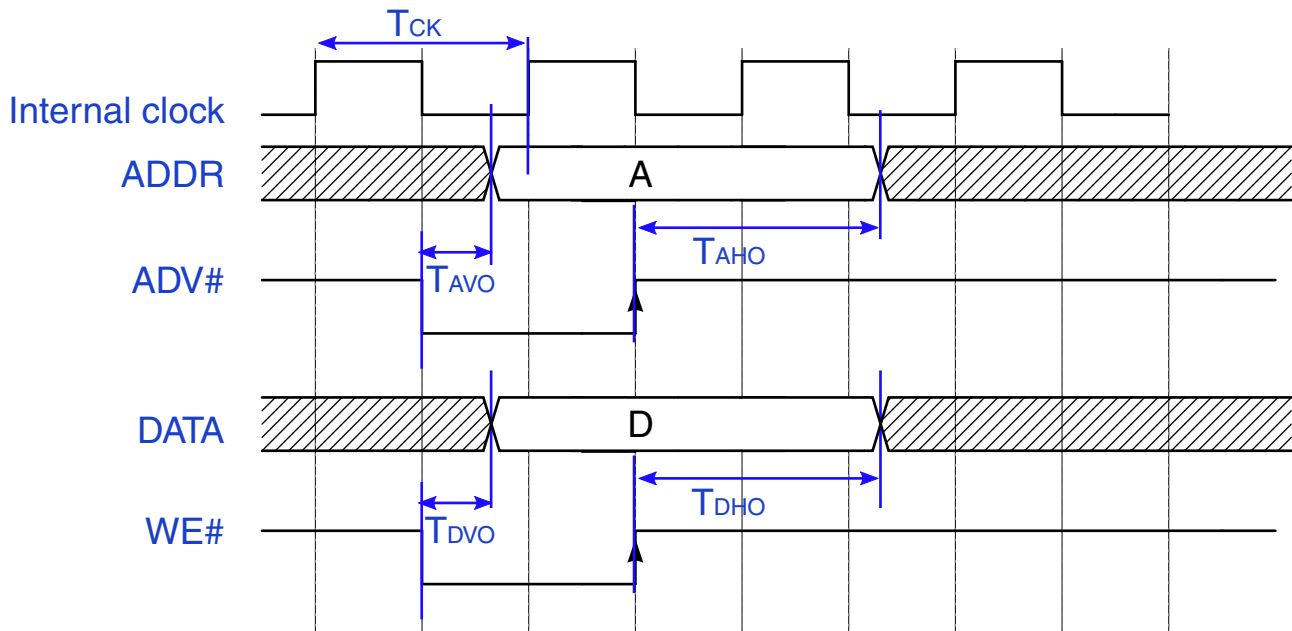 TCK
Internal clock
ADDR
A
TAHO
ADV#
TAVO
DATA
D
TDHO
WE#
TDVO